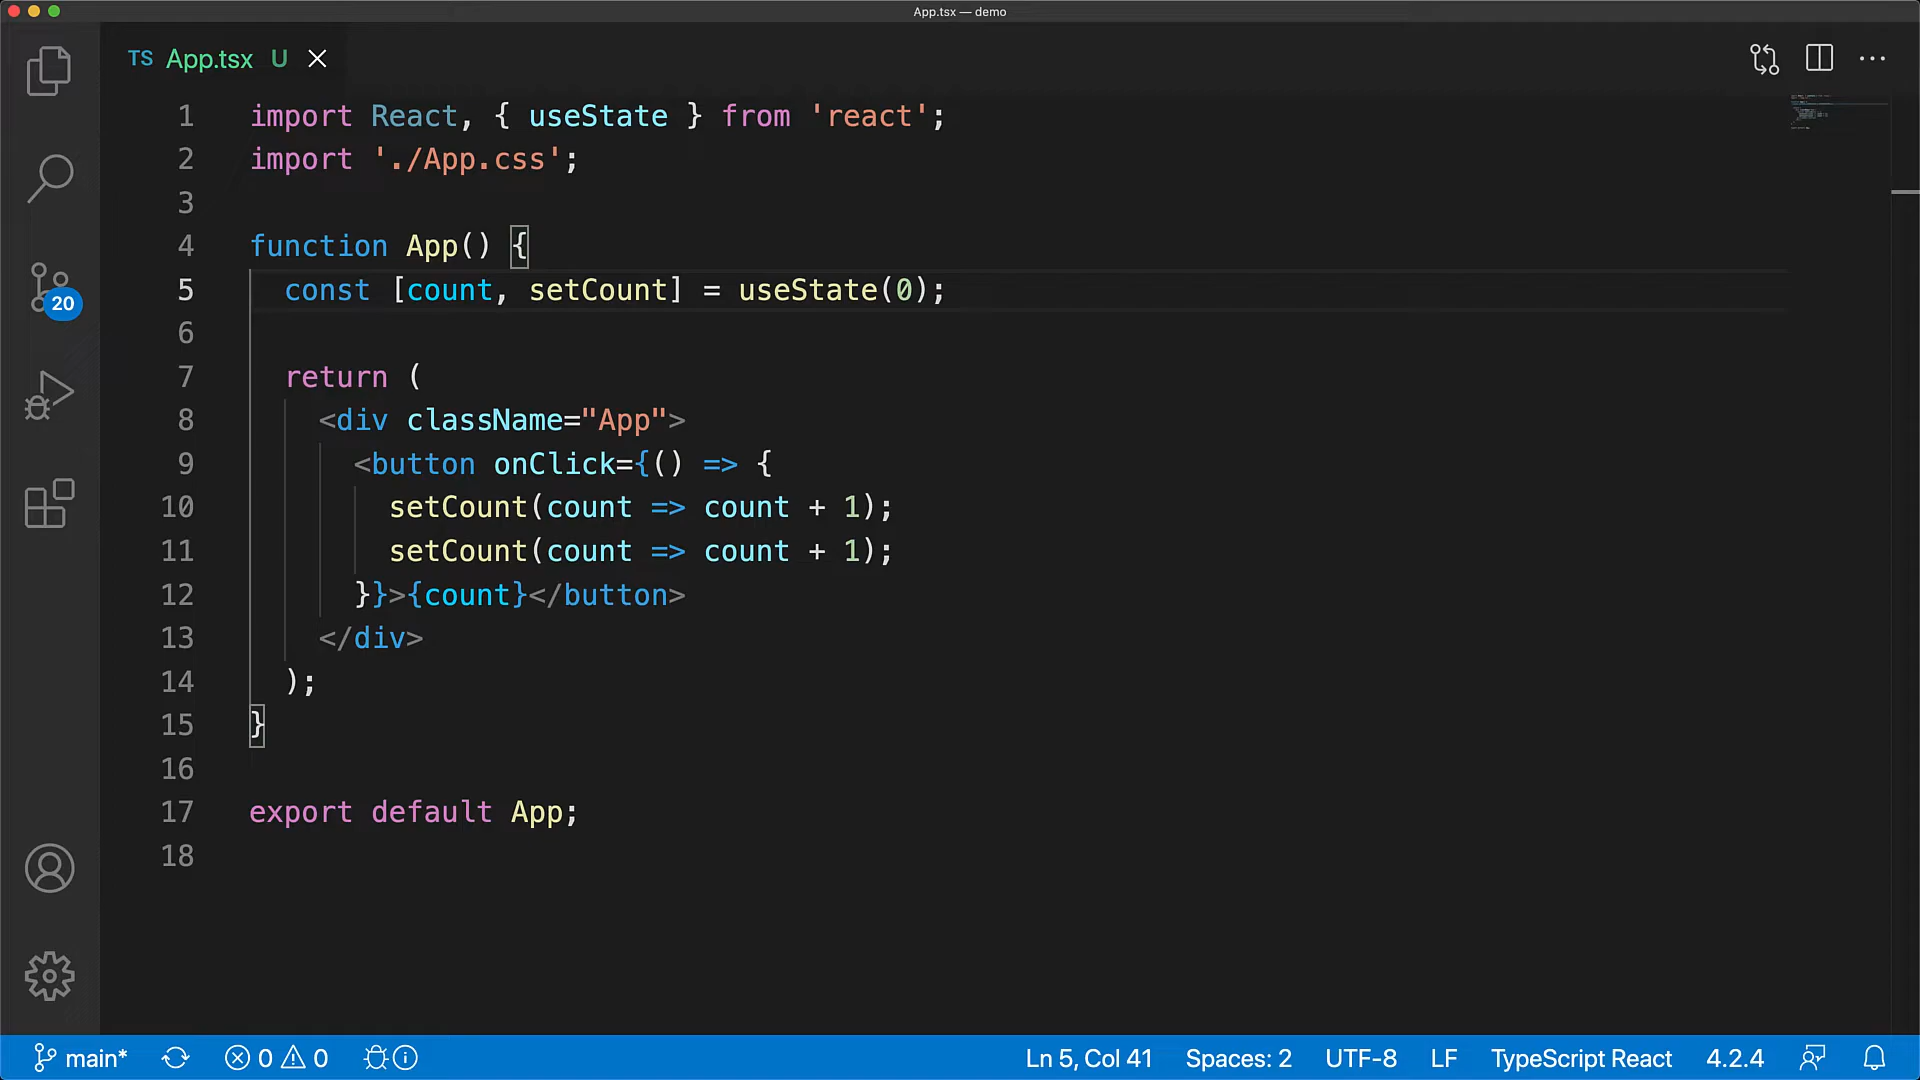 App.tsx — demo
TS App.tsx U
1 import React, { useState } from 'react';
2 import './App.css';
3
4 function App() {
5 const [count, setCount] = useState(0);
6
7 return (
8 <div className="App">
9 <button onClick={() => {
10 setCount(count => count + 1);
11 setCount(count => count + 1);
12 }}>{count}</button>
13 </div>
14 );
15 }
16
17 export default App;
18
20
main* 0 0 Ln 5, Col 41 Spaces: 2 UTF-8 LF TypeScript React 4.2.4